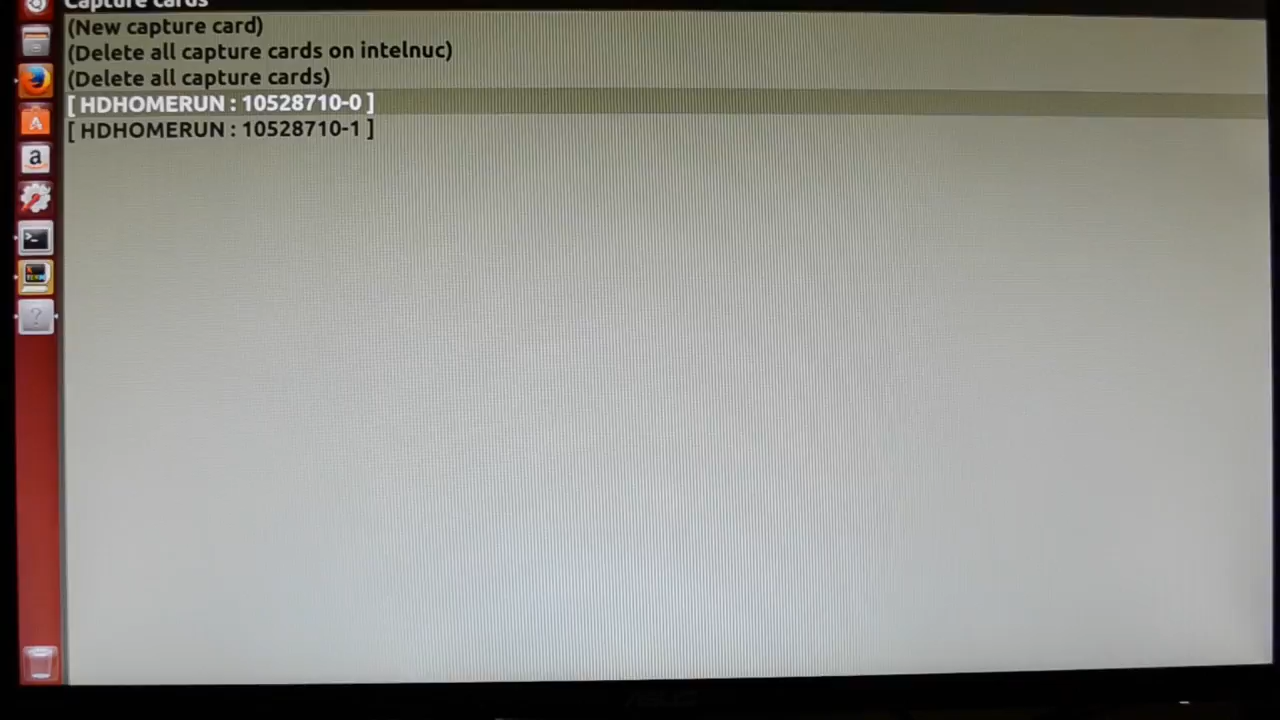 Capture cards
(New capture card)
(Delete all capture cards on intelnuc)
(Delete all capture cards)
[ HDHOMERUN : 10528710-0 ]
[ HDHOMERUN : 10528710-1 ]